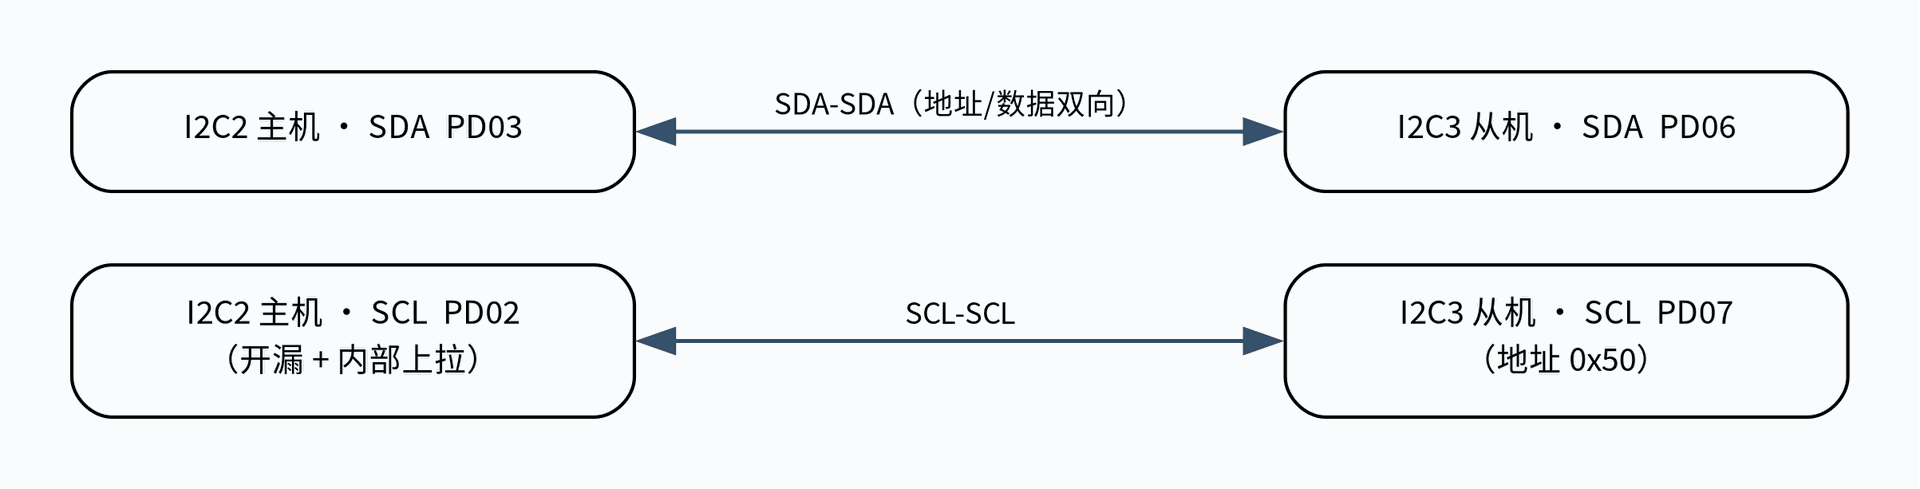 I2C2 主机 · SDA PD03
SDA-SDA（地址/数据双向）
I2C3 从机 · SDA PD06
I2C2 主机 · SCL PD02
（开漏 + 内部上拉）
SCL-SCL
I2C3 从机 · SCL PD07
（地址 0x50）